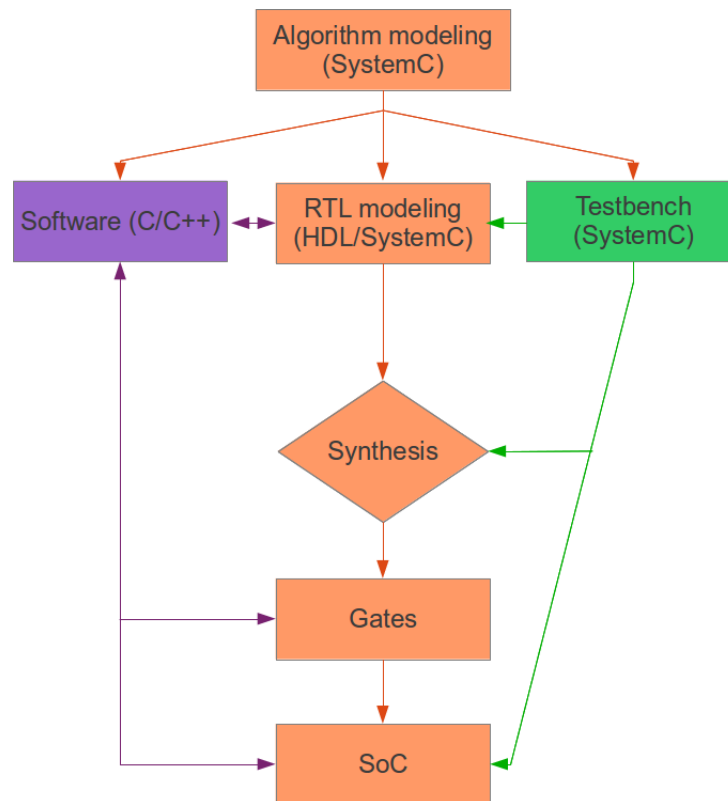 Algorithm modeling
(SystemC)
Software (C/C++)
RTL modeling
(HDL/SystemC)
Testbench
(SystemC)
Synthesis
Gates
SoC